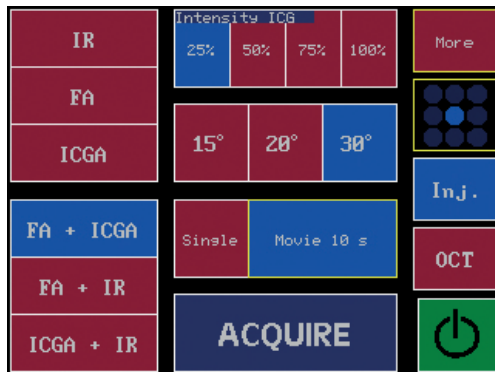 IR
FA
ICGA
FA + ICGA
FA + IR
ICGA + IR
Intensity ICG
25% 50% 75% 100%
15° 20° 30°
Single Movie 10 s
ACQUIRE
More
Inj.
OCT